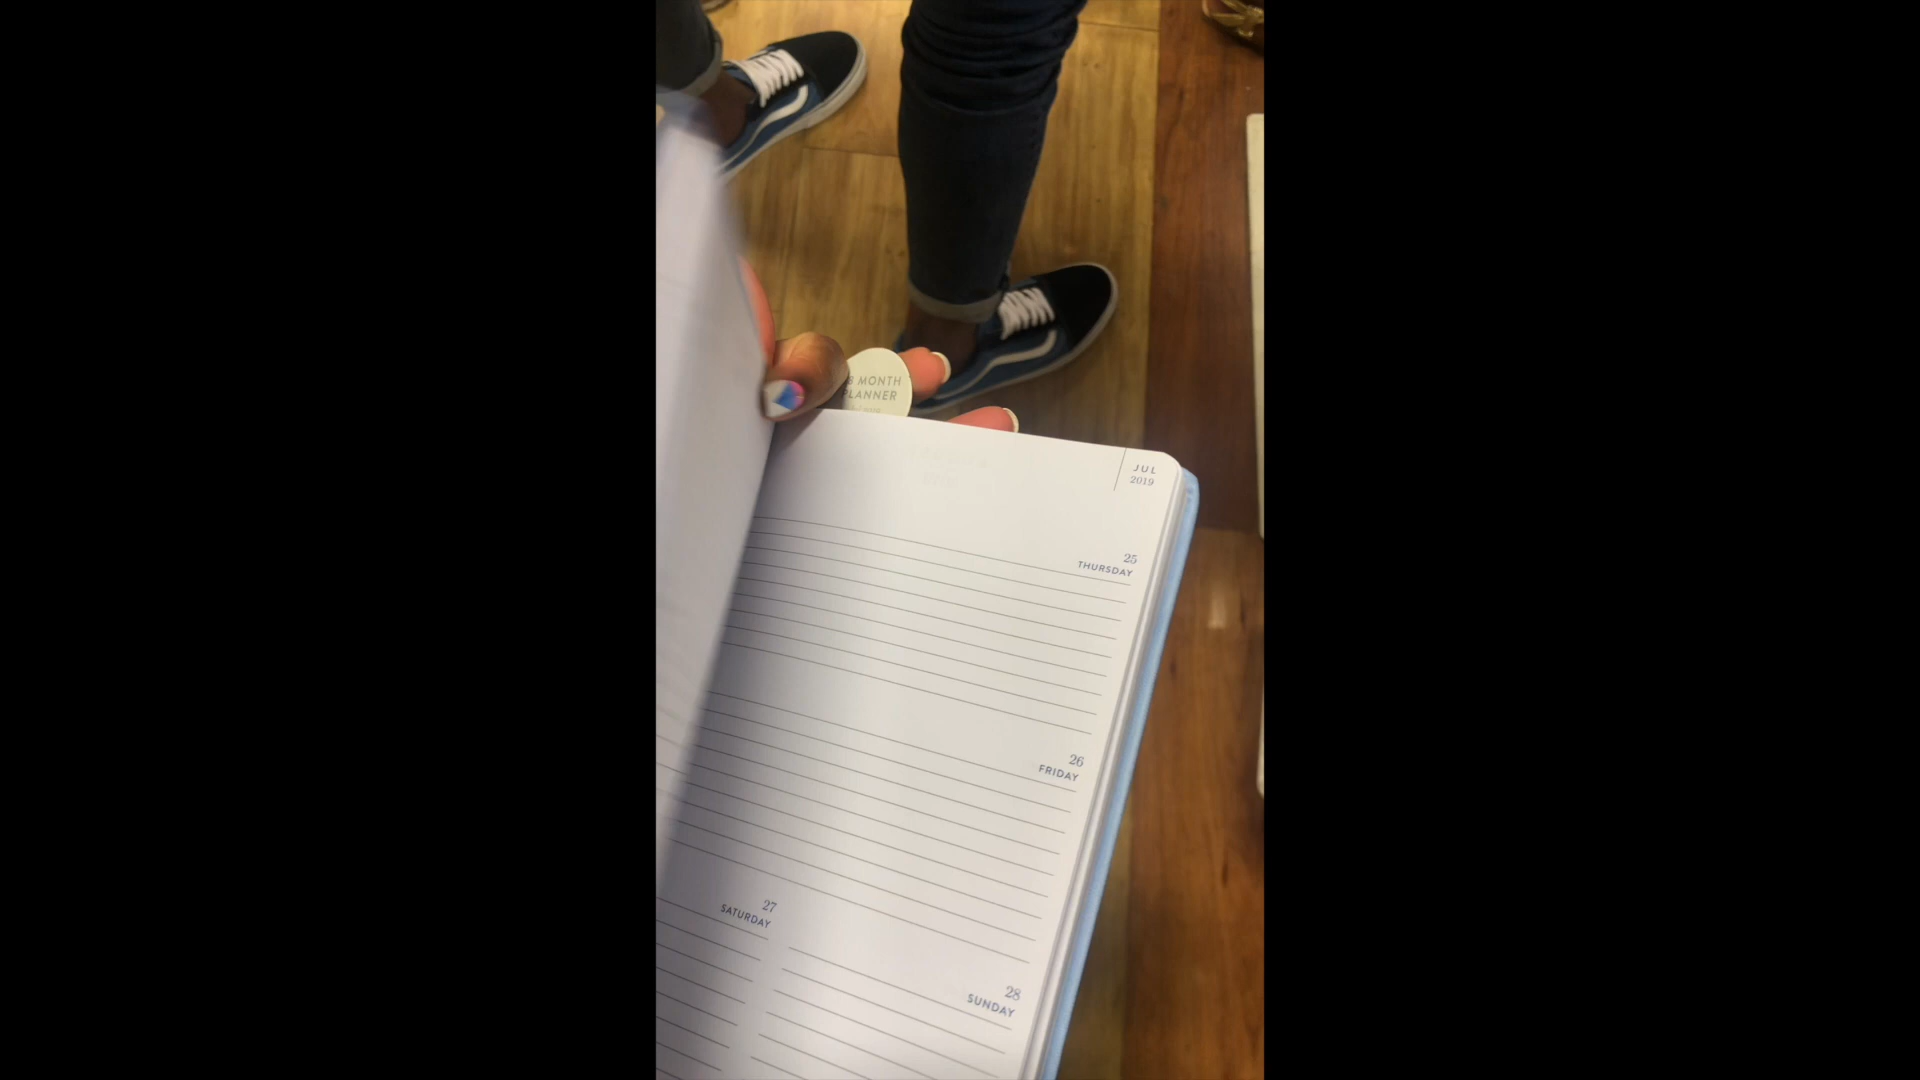 MONTH
PLANNER
JUL
2019
25
THURSDAY
26
FRIDAY
27
SATURDAY
28
SUNDAY